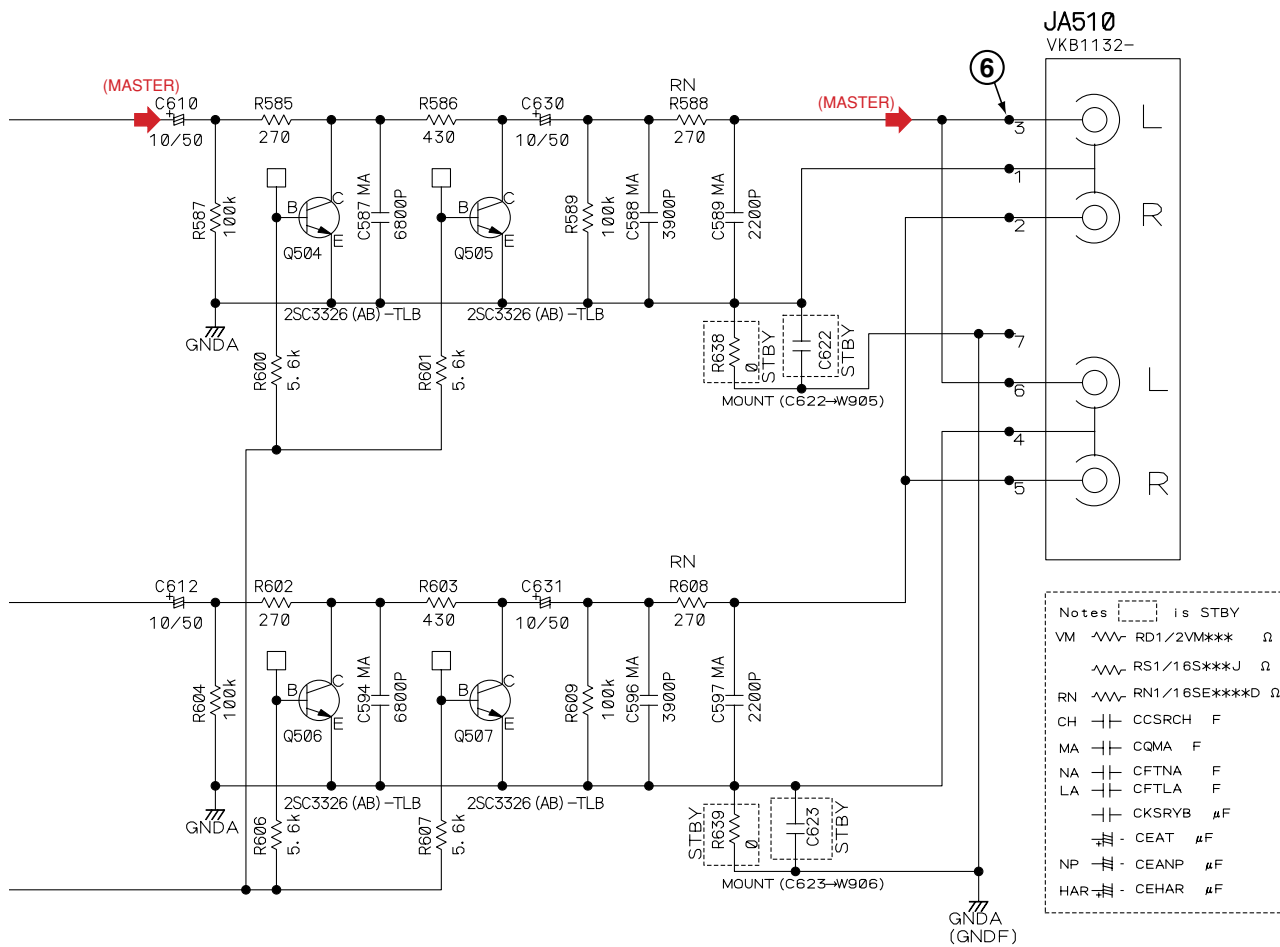 JA510
VKB1132-
6
(MASTER)
C610
R585
R586
C630
RN
R588
(MASTER)
10/50
270
430
10/50
270
3
L
1
2
R
R587
100k
B
C
E
Q504
C587 MA
6800P
B
C
E
Q505
R589
100k
C588 MA
3900P
C589 MA
2200P
2SC3326(AB)-TLB
2SC3326(AB)-TLB
GNDA
R600
5.6k
R601
5.6k
R638
0
STBY
C622
STBY
MOUNT(C622→W905)
7
6
L
4
5
R
C612
R602
R603
C631
RN
R608
10/50
270
430
10/50
270
R604
100k
B
C
E
Q506
C594 MA
6800P
B
C
E
Q507
R609
100k
C596 MA
3900P
C597 MA
2200P
2SC3326(AB)-TLB
2SC3326(AB)-TLB
GNDA
R606
5.6k
R607
5.6k
STBY
R639
0
C623
STBY
MOUNT(C623→W906)
GNDA
(GNDF)
Notes is STBY
VM RD1/2VM*** Ω
RS1/16S***J Ω
RN RN1/16SE****D Ω
CH CCSRCH F
MA CQMA F
NA CFTNA F
LA CFTLA F
CKSRYB μF
+ - CEAT μF
NP - CEANP μF
HAR + - CEHAR μF